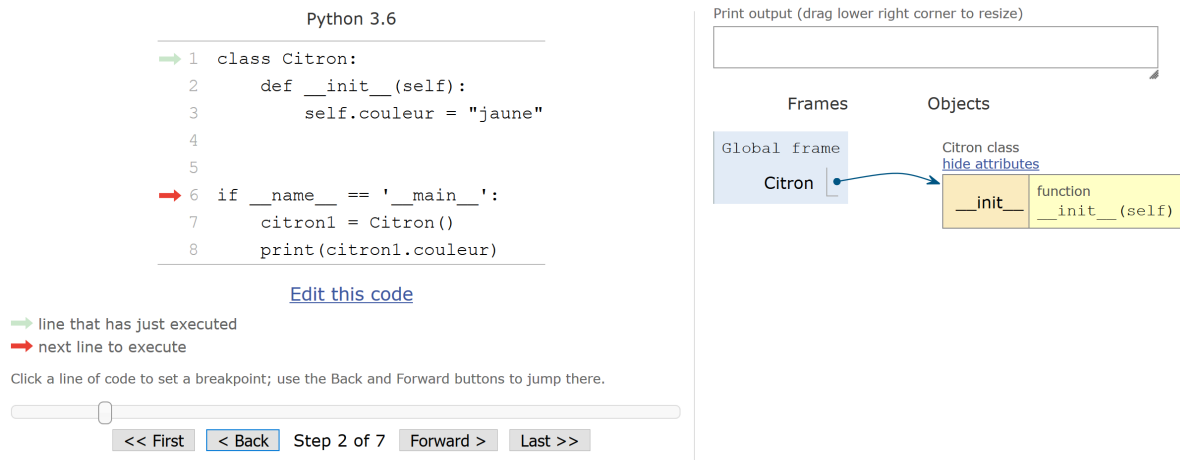 Python 3.6
1 class Citron:
2     def __init__(self):
3         self.couleur = "jaune"
4
5
6 if __name__ == '__main__':
7     citron1 = Citron()
8     print(citron1.couleur)
Edit this code
line that has just executed
next line to execute
Click a line of code to set a breakpoint; use the Back and Forward buttons to jump there.
<< First < Back Step 2 of 7 Forward > Last >>
Print output (drag lower right corner to resize)
Frames Objects
Global frame
Citron
Citron class
hide attributes
__init__
function
__init__(self)